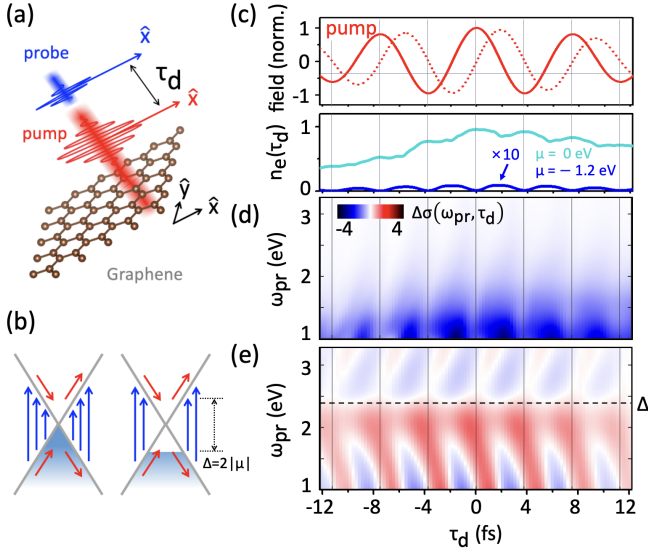 (a)
probe
x̂
τd
pump
x̂
ŷ
x̂
Graphene
(b)
Δ=2|μ|
(c)
field (norm.)
1
0
-1
pump
ne(τd)
1
0
×10
μ = 0 eV
μ = − 1.2 eV
(d)
ωpr (eV)
3
2
1
-4 4
Δσ(ωpr, τd)
(e)
ωpr (eV)
3
2
1
Δ
-12 -8 -4 0 4 8 12
τd (fs)